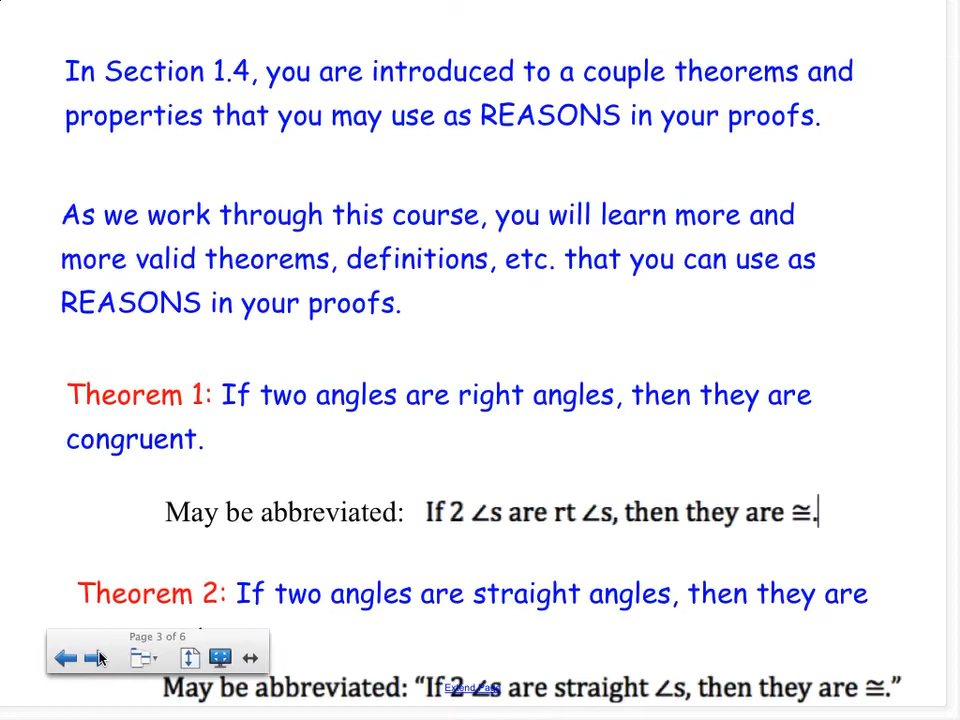 In Section 1.4, you are introduced to a couple theorems and
properties that you may use as REASONS in your proofs.
As we work through this course, you will learn more and
more valid theorems, definitions, etc. that you can use as
REASONS in your proofs.
Theorem 1: If two angles are right angles, then they are
congruent.
May be abbreviated: If 2 ∠s are rt ∠s, then they are ≅.
Theorem 2: If two angles are straight angles, then they are
Page 3 of 6
May be abbreviated: “If 2 ∠s are straight ∠s, then they are ≅.”
Extend Page